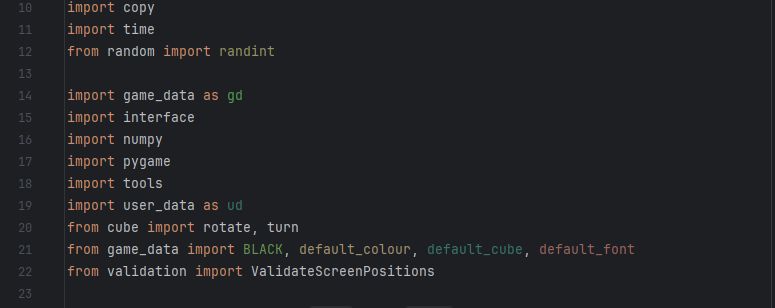 10 import copy
11 import time
12 from random import randint
13
14 import game_data as gd
15 import interface
16 import numpy
17 import pygame
18 import tools
19 import user_data as ud
20 from cube import rotate, turn
21 from game_data import BLACK, default_colour, default_cube, default_font
22 from validation import ValidateScreenPositions
23